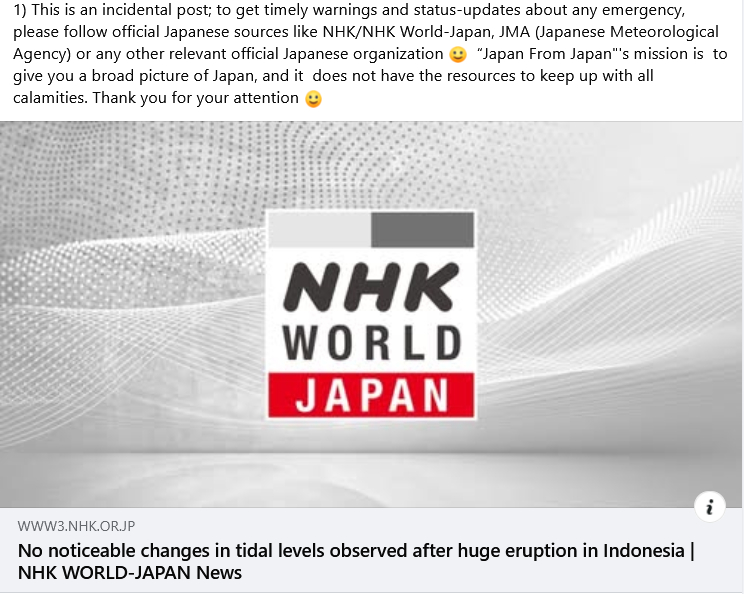 1) This is an incidental post; to get timely warnings and status-updates about any emergency,
please follow official Japanese sources like NHK/NHK World-Japan, JMA (Japanese Meteorological
Agency) or any other relevant official Japanese organization 😀 “Japan From Japan"'s mission is to
give you a broad picture of Japan, and it does not have the resources to keep up with all
calamities. Thank you for your attention 😀
NHK
WORLD
JAPAN
i
WWW3.NHK.OR.JP
No noticeable changes in tidal levels observed after huge eruption in Indonesia |
NHK WORLD-JAPAN News